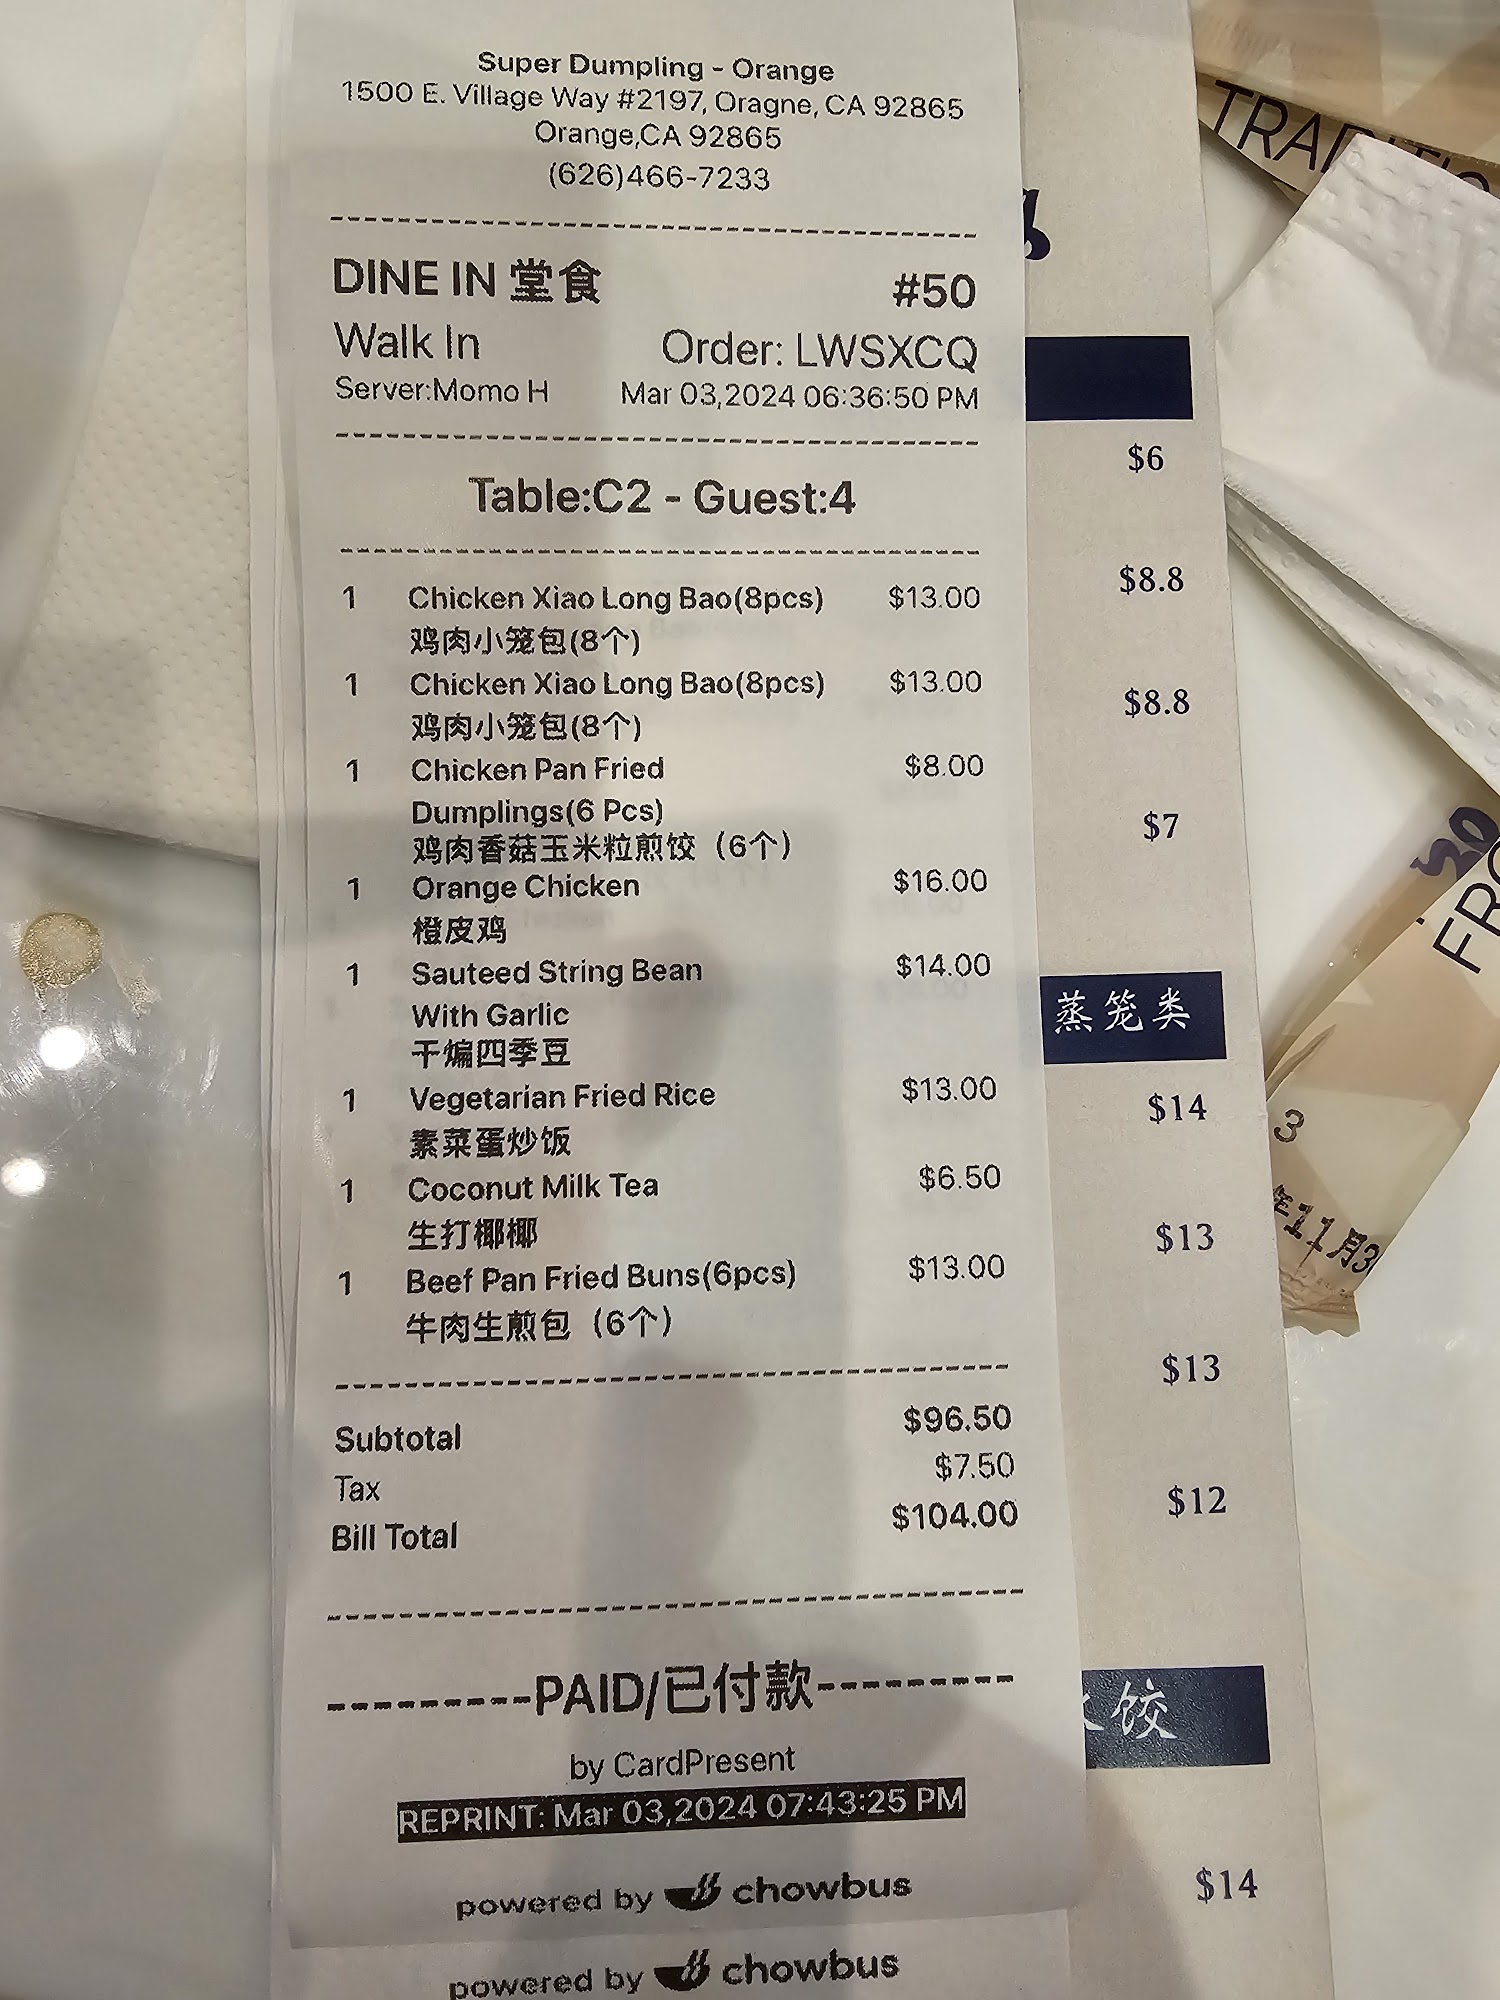 Super Dumpling - Orange
1500 E. Village Way #2197, Oragne, CA 92865
Orange,CA 92865
(626)466-7233
DINE IN 堂食 #50
Walk In Order: LWSXCQ
Server:Momo H Mar 03,2024 06:36:50 PM
Table:C2 - Guest:4
1 Chicken Xiao Long Bao(8pcs) $13.00
鸡肉小笼包(8个)
1 Chicken Xiao Long Bao(8pcs) $13.00
鸡肉小笼包(8个)
1 Chicken Pan Fried $8.00
Dumplings(6 Pcs)
鸡肉香菇玉米粒煎饺（6个）
1 Orange Chicken $16.00
橙皮鸡
1 Sauteed String Bean $14.00
With Garlic
干煸四季豆
1 Vegetarian Fried Rice $13.00
素菜蛋炒饭
1 Coconut Milk Tea $6.50
生打椰椰
1 Beef Pan Fried Buns(6pcs) $13.00
牛肉生煎包（6个）
Subtotal $96.50
Tax $7.50
Bill Total $104.00
---------PAID/已付款---------
by CardPresent
REPRINT: Mar 03,2024 07:43:25 PM
powered by chowbus
powered by chowbus
$6
$8.8
$8.8
$7
蒸笼类
$14
$13
$13
$12
饺
$14
FRO
3
11月3